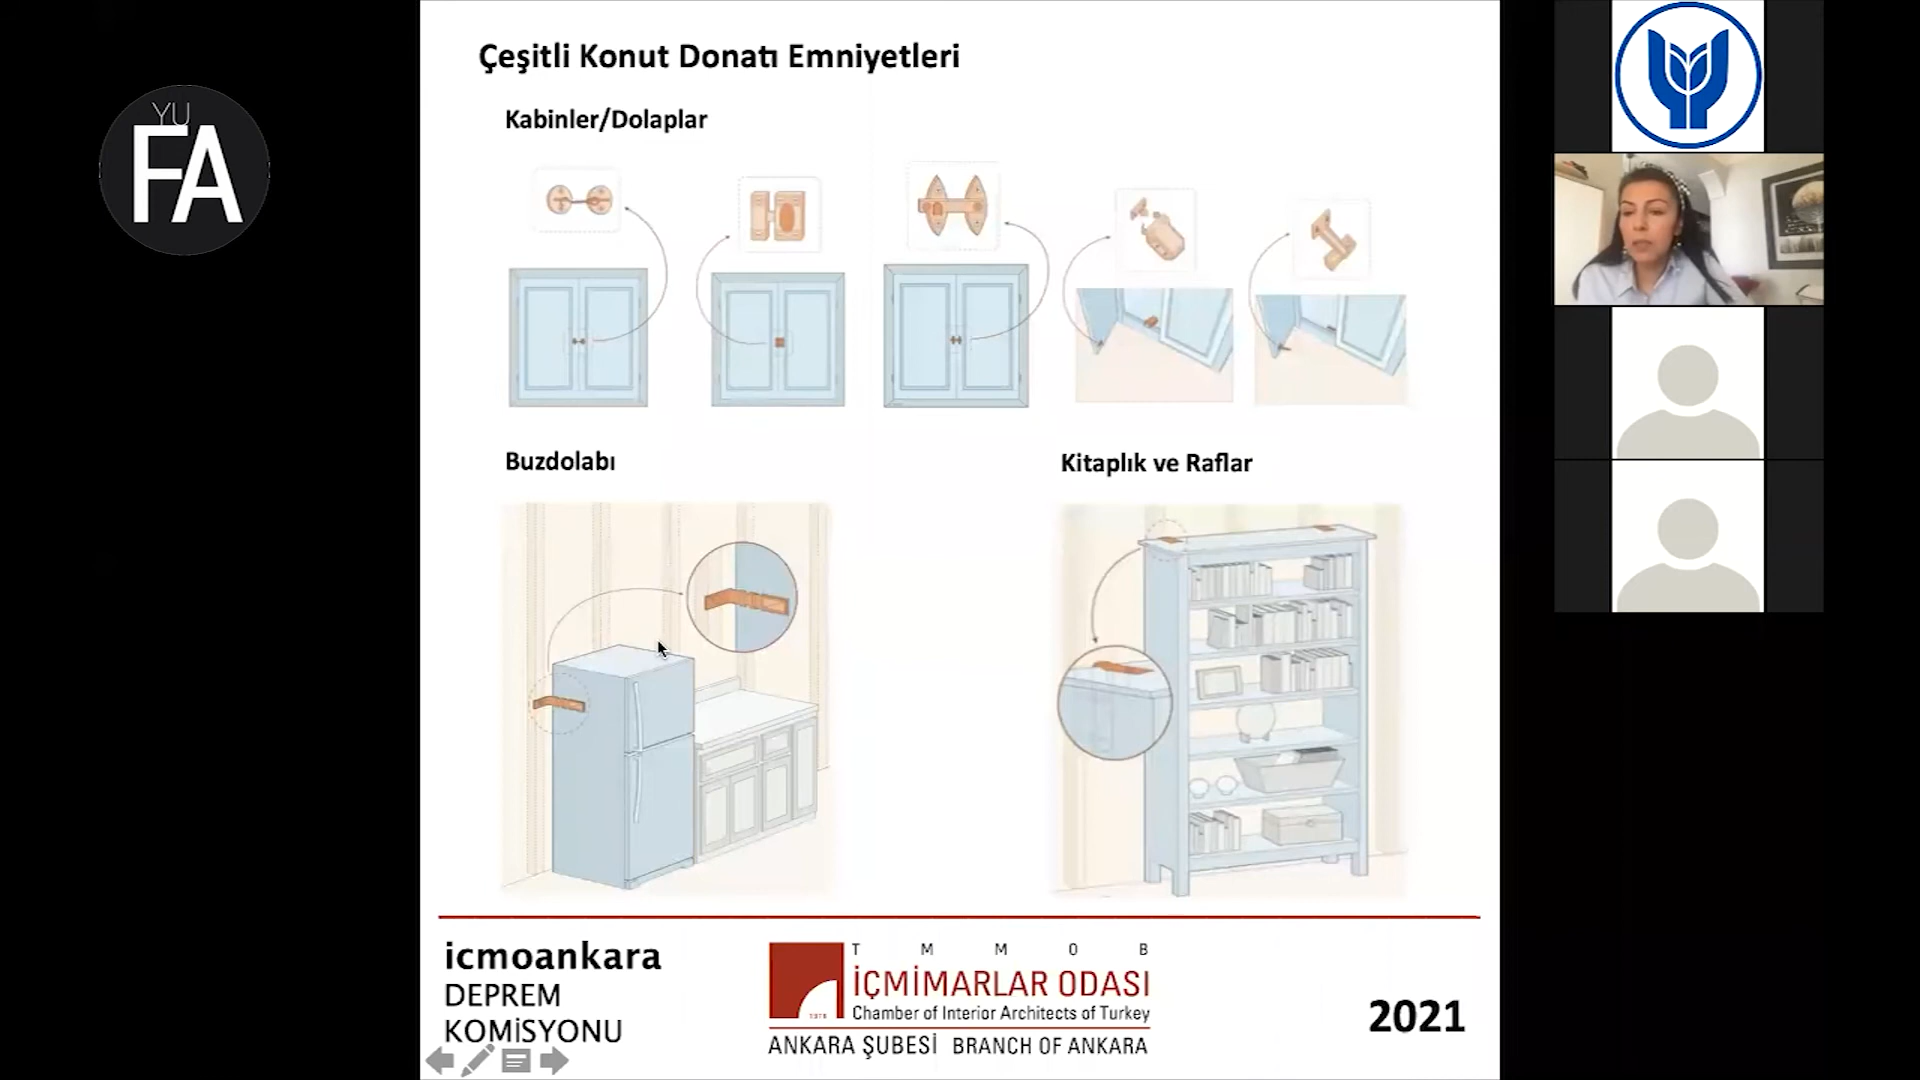 YU
FA
Çeşitli Konut Donatı Emniyetleri
Kabinler/Dolaplar
Buzdolabı
Kitaplık ve Raflar
icmoankara
DEPREM
KOMİSYONU
T M M O B
İÇMİMARLAR ODASI
Chamber of Interior Architects of Turkey
1976
ANKARA ŞUBESİ BRANCH OF ANKARA
2021